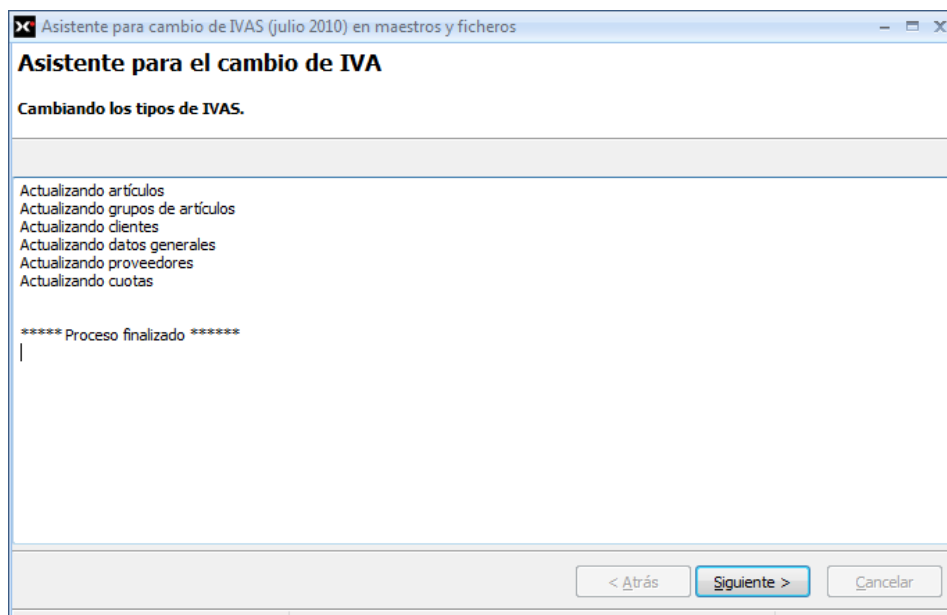 Asistente para cambio de IVAS (julio 2010) en maestros y ficheros
Asistente para el cambio de IVA
Cambiando los tipos de IVAS.
Actualizando artículos
Actualizando grupos de artículos
Actualizando clientes
Actualizando datos generales
Actualizando proveedores
Actualizando cuotas
***** Proceso finalizado ******
< Atrás Siguiente > Cancelar